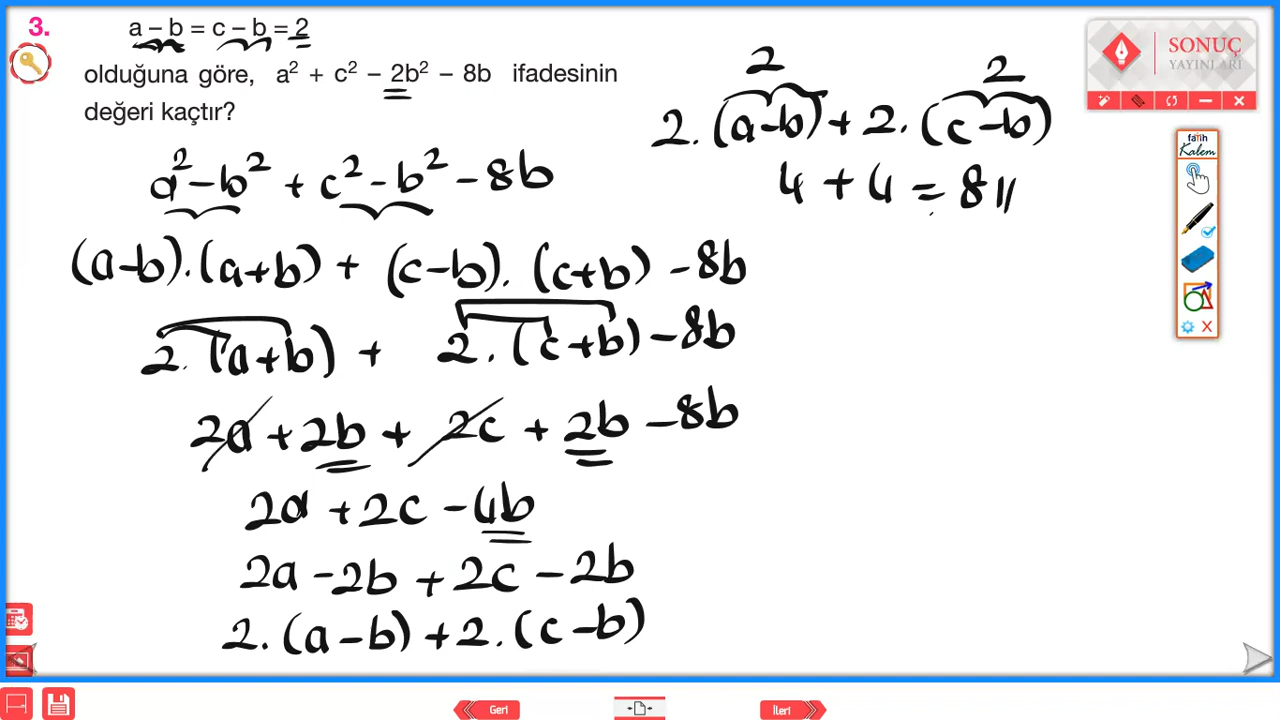 3.
a – b = c – b = 2
olduğuna göre, a² + c² – 2b² – 8b ifadesinin
değeri kaçtır?
a² – b² + c² – b² – 8b
(a–b).(a+b) + (c–b).(c+b) – 8b
2.(a+b) + 2.(c+b) – 8b
2a + 2b + 2c + 2b – 8b
2a + 2c – 4b
2a – 2b + 2c – 2b
2.(a–b) + 2.(c–b)
2 2
2.(a–b) + 2.(c–b)
4 + 4 = 8//
SONUÇ
YAYINLARI
fatih
Kalem
Geri
İleri